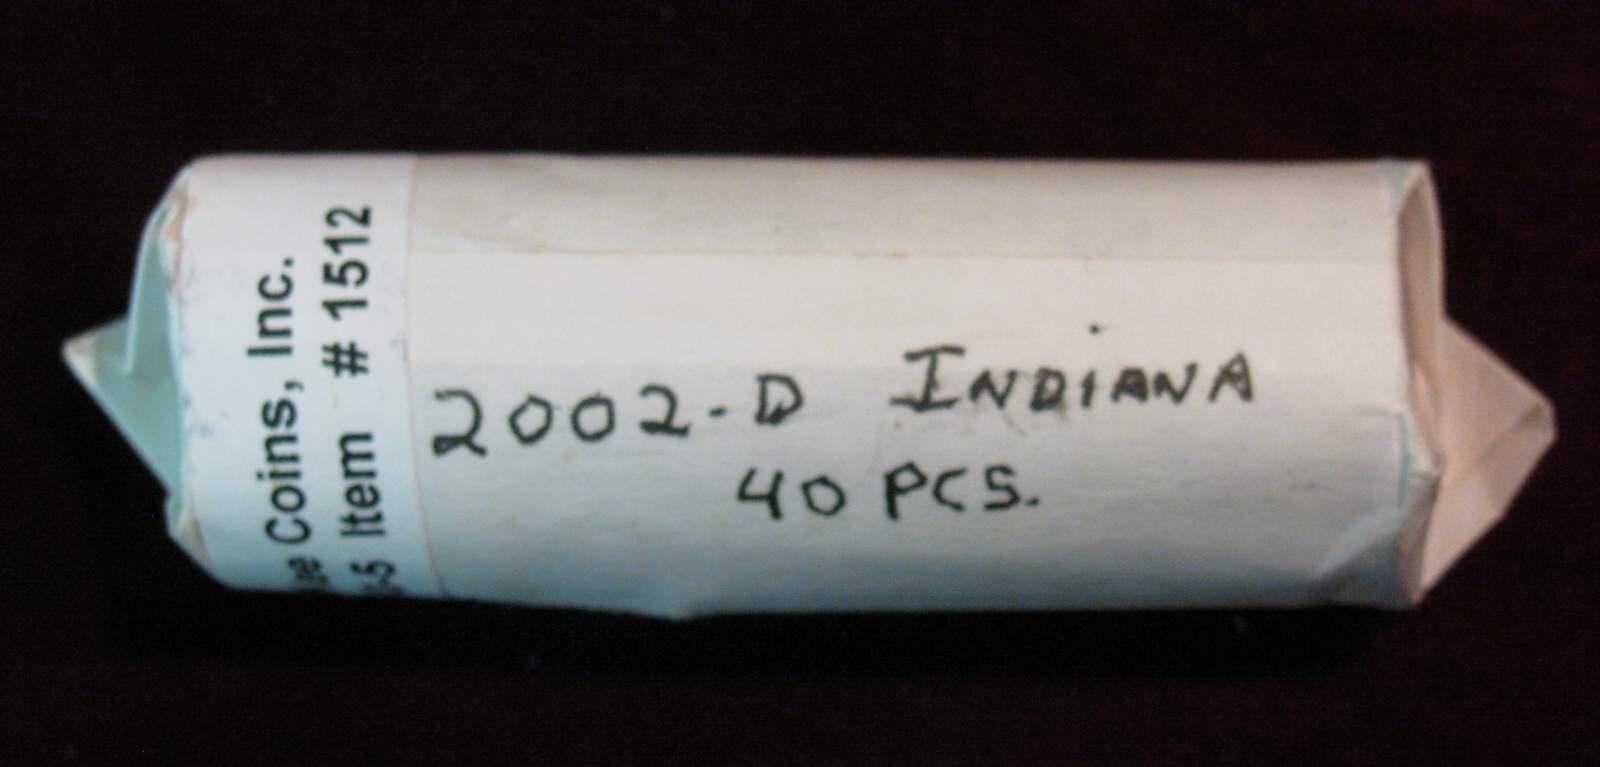 Coins, Inc.
Item # 1512
2002-D INDIANA
40 PCS.